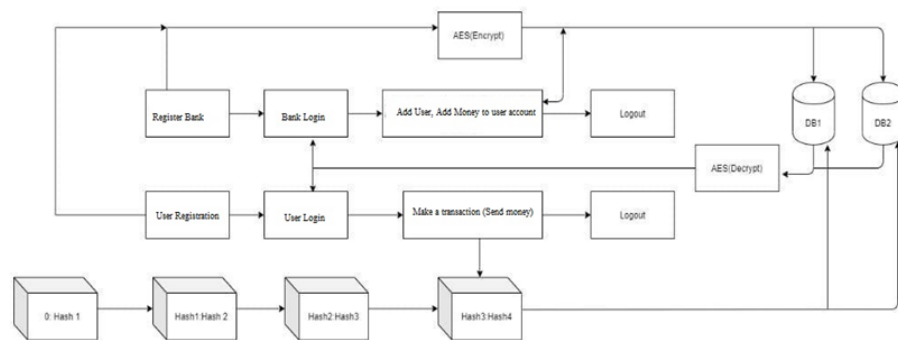 AES(Encrypt)
Register Bank
Bank Login
Add User, Add Money to user account
Logout
DB1
DB2
AES(Decrypt)
User Registration
User Login
Make a transaction (Send money)
Logout
0: Hash 1
Hash1:Hash 2
Hash2:Hash3
Hash3:Hash4